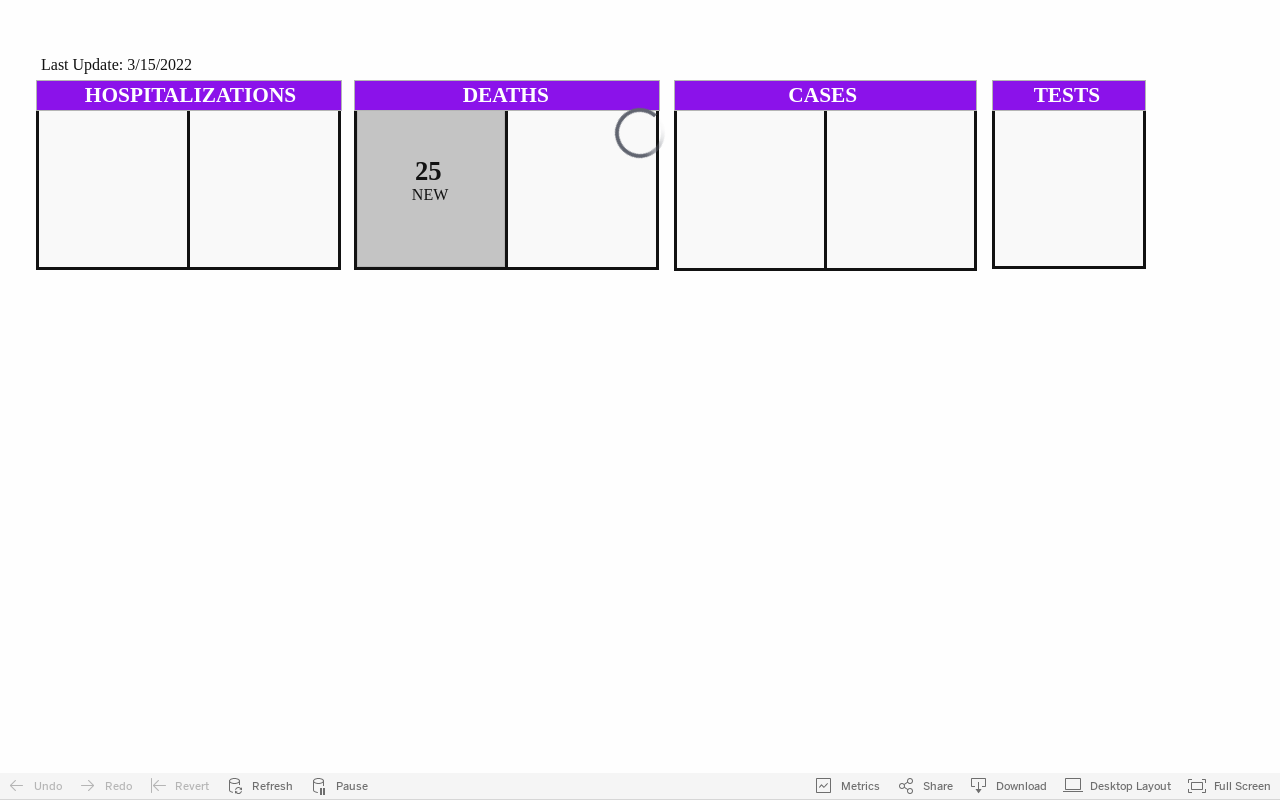 Last Update: 3/15/2022
HOSPITALIZATIONS
DEATHS
CASES
TESTS
25
NEW
Undo
Redo
Revert
Refresh
Pause
Metrics
Share
Download
Desktop Layout
Full Screen